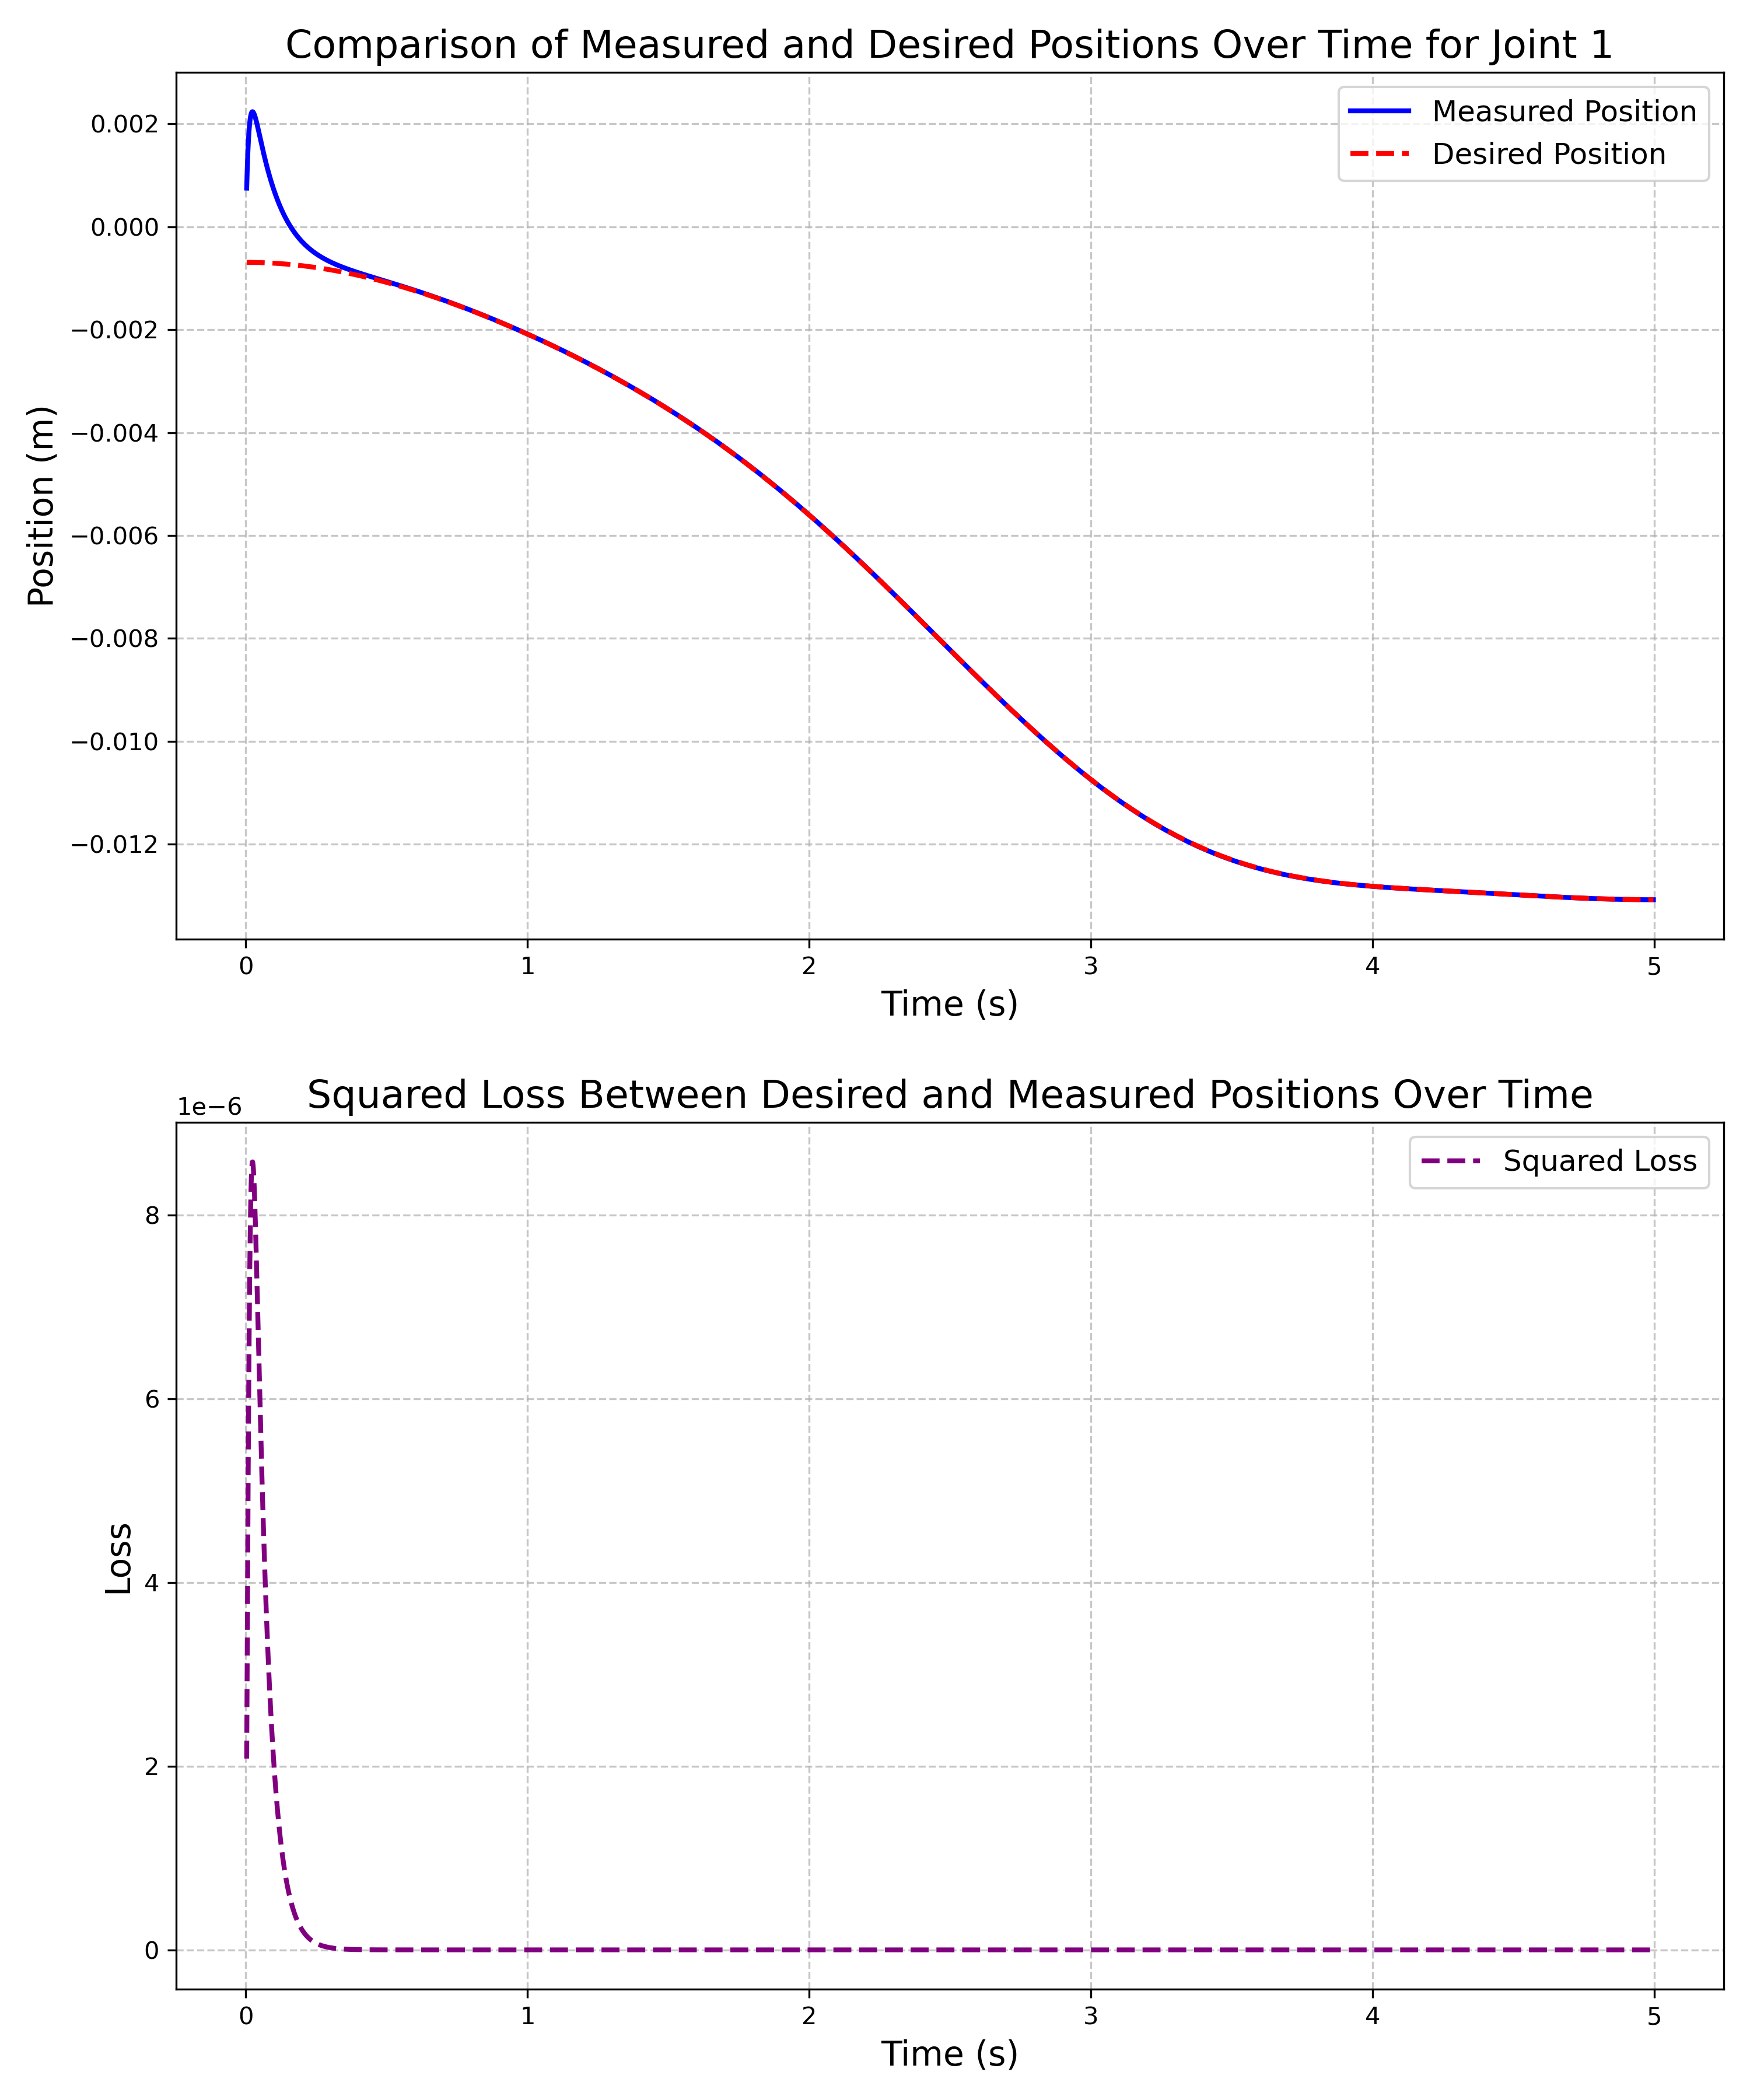 Comparison of Measured and Desired Positions Over Time for Joint 1
Measured Position
Desired Position
0.002
0.000
−0.002
−0.004
−0.006
−0.008
−0.010
−0.012
Position (m)
0 1 2 3 4 5
Time (s)
Squared Loss Between Desired and Measured Positions Over Time
1e−6
Squared Loss
8
6
4
2
0
Loss
0 1 2 3 4 5
Time (s)